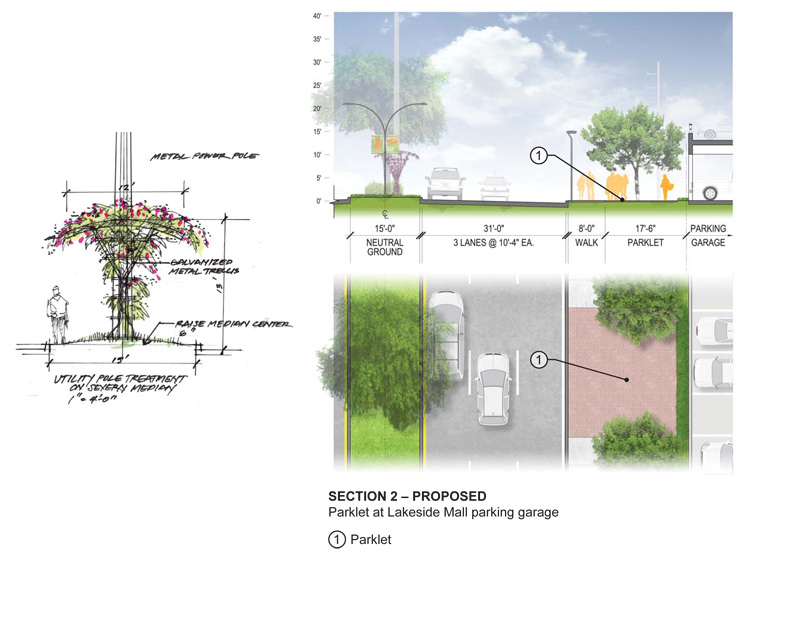 METAL POWER POLE
12'
GALVANIZED
METAL TRELLIS
13'
RAISE MEDIAN CENTER
6"
15'
UTILITY POLE TREATMENT
ON SEVERN MEDIAN
1" = 4'-0"
40'
35'
30'
25'
20'
15'
10'
5'
0'
1
15'-0"
31'-0"
8'-0"
17'-6"
PARKING
NEUTRAL
GROUND
3 LANES @ 10'-4" EA.
WALK
PARKLET
GARAGE
1
SECTION 2 – PROPOSED
Parklet at Lakeside Mall parking garage
1 Parklet